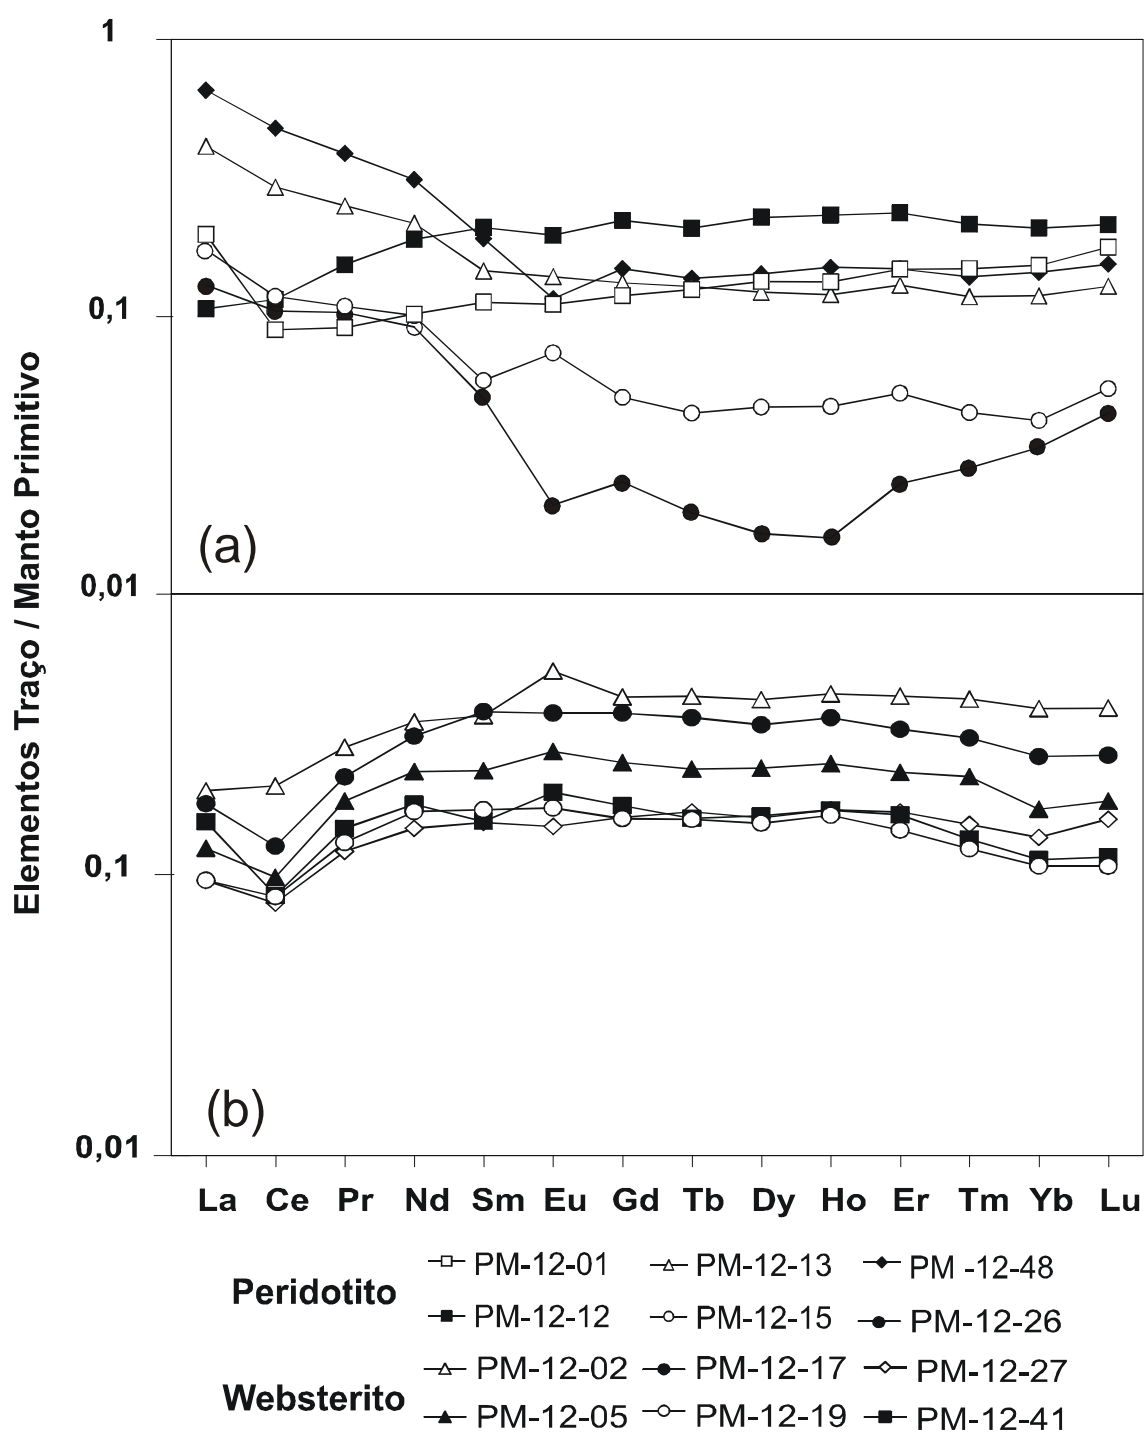 1
0,1
0,01
(a)
Elementos Traço / Manto Primitivo
0,1
(b)
0,01
La Ce Pr Nd Sm Eu Gd Tb Dy Ho Er Tm Yb Lu
Peridotito
PM-12-01 PM-12-13 PM -12-48
PM-12-12 PM-12-15 PM-12-26
Websterito
PM-12-02 PM-12-17 PM-12-27
PM-12-05 PM-12-19 PM-12-41